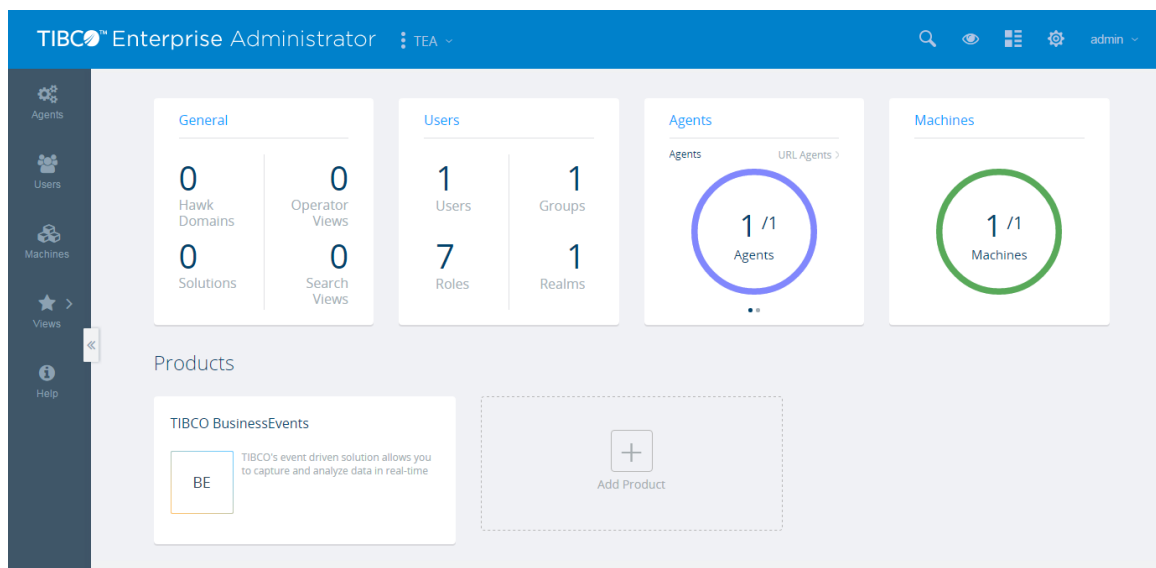 TIBCO™ Enterprise Administrator
TEA
admin
Agents
Users
Machines
Views
Help
General
0
Hawk
Domains
0
Operator
Views
0
Solutions
0
Search
Views
Users
1
Users
1
Groups
7
Roles
1
Realms
Agents
Agents
URL Agents
1 /1
Agents
Machines
1 /1
Machines
Products
TIBCO BusinessEvents
BE
TIBCO's event driven solution allows you
to capture and analyze data in real-time
Add Product